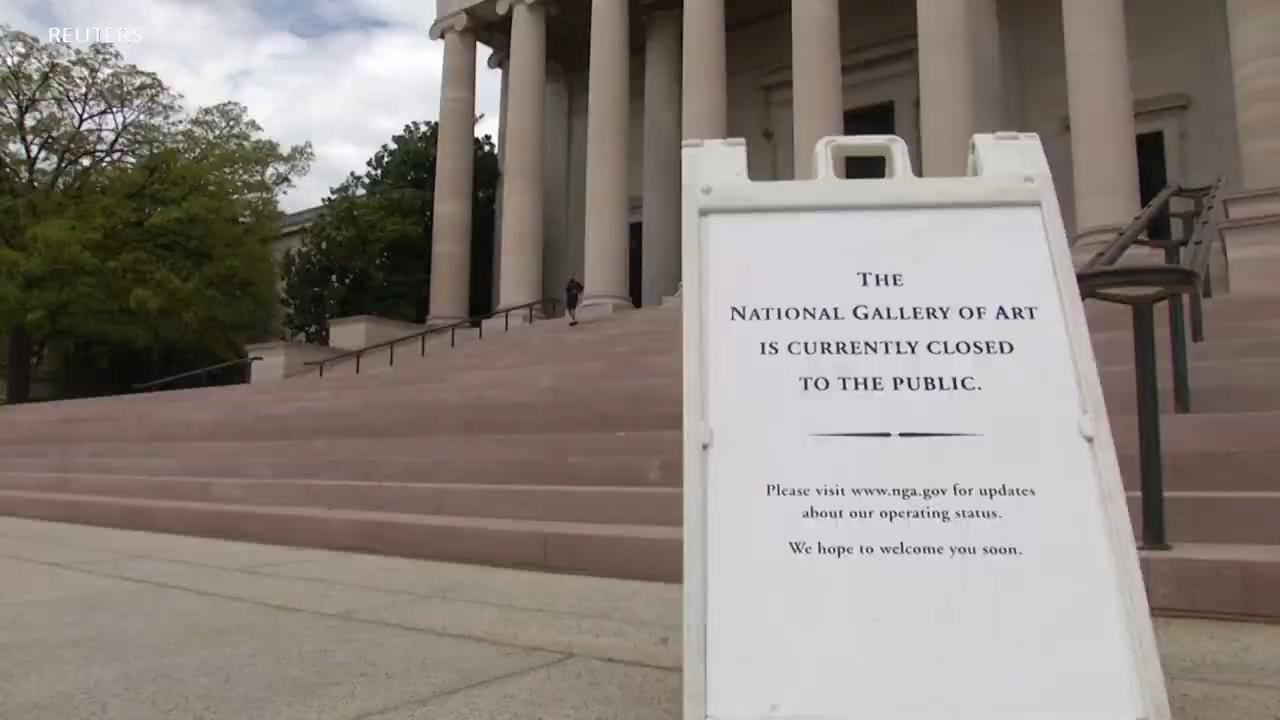 REUTERS
THE
NATIONAL GALLERY OF ART
IS CURRENTLY CLOSED
TO THE PUBLIC.
Please visit www.nga.gov for updates
about our operating status.
We hope to welcome you soon.